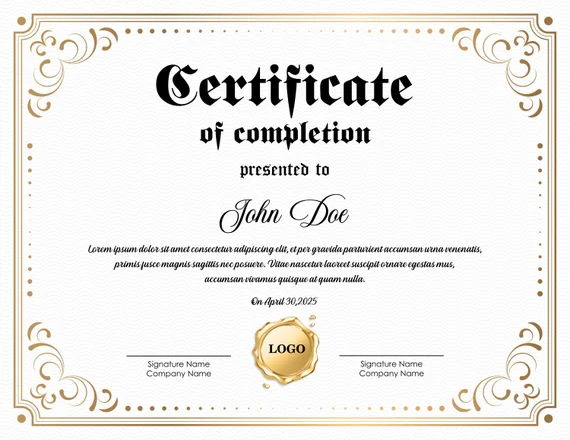 Certificate
of completion
presented to
John Doe
Lorem ipsum dolor sit amet consectetur adipiscing elit, et per gravida parturient accumsan urna venenatis,
primis fusce magnis sagittis nec posuere. Vitae nascetur laoreet suscipit ornare egestas mus,
accumsan vivamus quisque at quam nulla.
On April 30,2025
LOGO
Signature Name
Company Name
Signature Name
Company Name